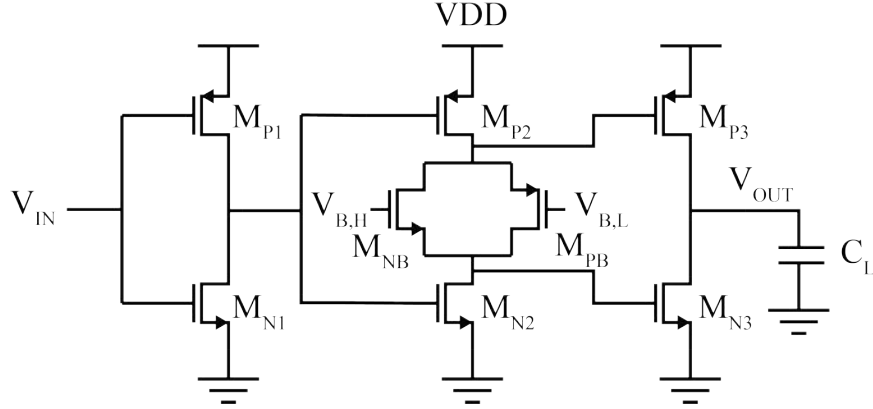 VDD
M_P1 M_P2 M_P3
V_IN V_B,H V_B,L V_OUT
M_NB M_PB C_L
M_N1 M_N2 M_N3